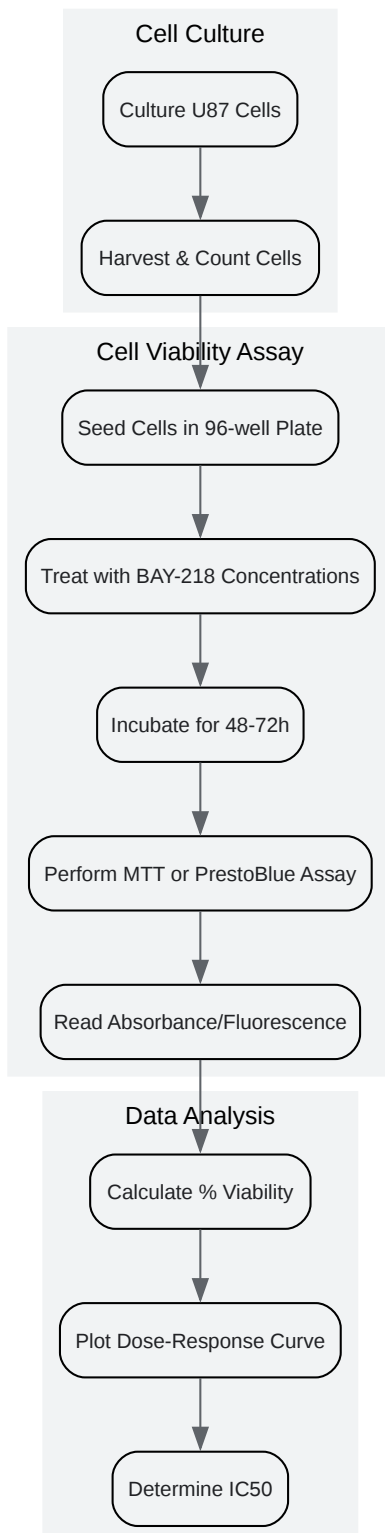 Cell Culture
Culture U87 Cells
Harvest & Count Cells
Cell Viability Assay
Seed Cells in 96-well Plate
Treat with BAY-218 Concentrations
Incubate for 48-72h
Perform MTT or PrestoBlue Assay
Read Absorbance/Fluorescence
Data Analysis
Calculate % Viability
Plot Dose-Response Curve
Determine IC50